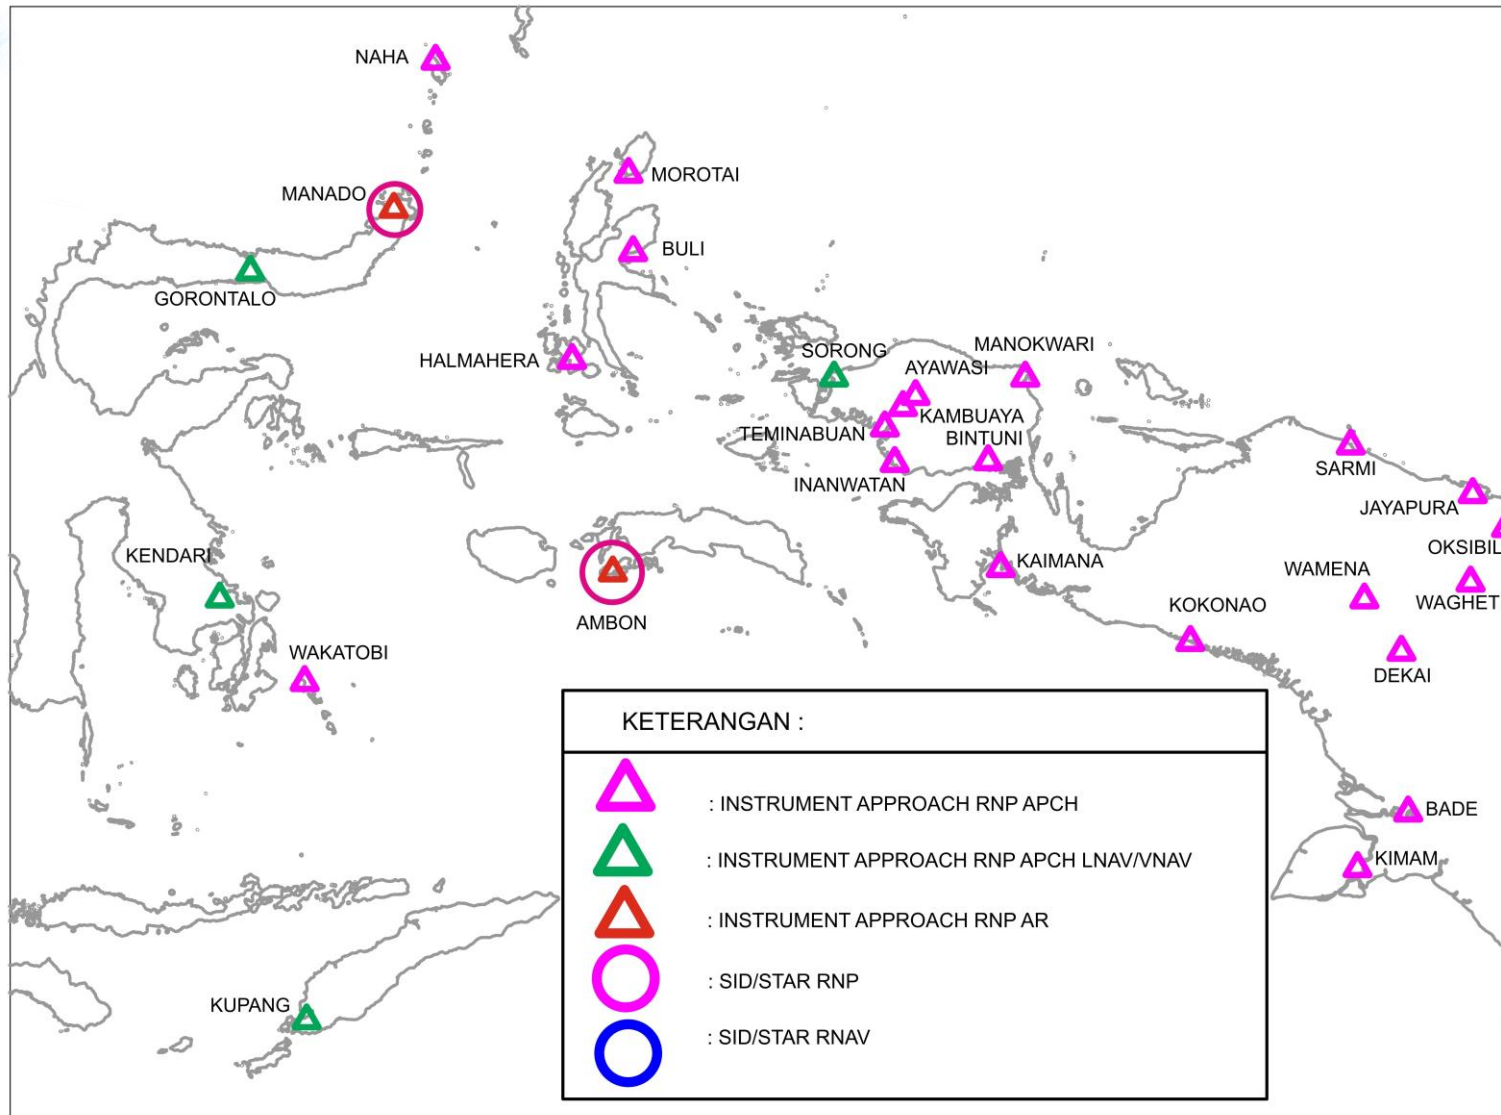 NAHA
MOROTAI
MANADO
BULI
GORONTALO
HALMAHERA
SORONG
MANOKWARI
AYAWASI
KAMBUAYA
TEMINABUAN
BINTUNI
INANWATAN
SARMI
JAYAPURA
OKSIBIL
KENDARI
KAIMANA
WAMENA
WAGHET
KOKONAO
AMBON
WAKATOBI
DEKAI
KETERANGAN :
: INSTRUMENT APPROACH RNP APCH
: INSTRUMENT APPROACH RNP APCH LNAV/VNAV
: INSTRUMENT APPROACH RNP AR
: SID/STAR RNP
: SID/STAR RNAV
BADE
KIMAM
KUPANG